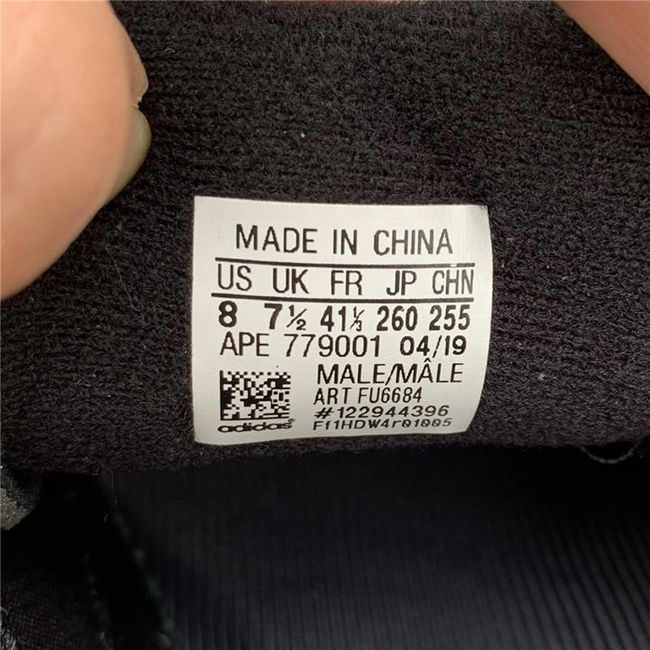 MADE IN CHINA
US UK FR JP CHN
8 7½ 41⅓ 260 255
APE 779001 04/19
MALE/MÂLE
ART FU6684
#122944396
adidas Ff1HDW4r01005